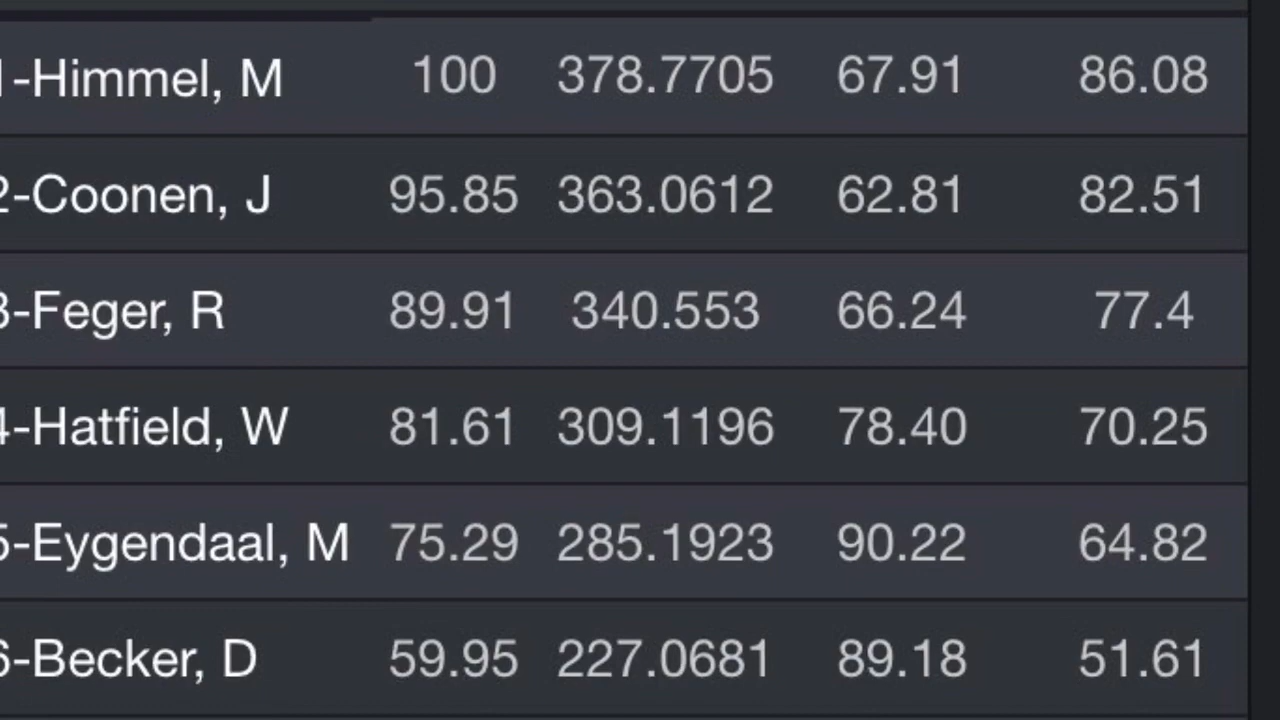 1-Himmel, M 100 378.7705 67.91 86.08
2-Coonen, J 95.85 363.0612 62.81 82.51
3-Feger, R 89.91 340.553 66.24 77.4
4-Hatfield, W 81.61 309.1196 78.40 70.25
5-Eygendaal, M 75.29 285.1923 90.22 64.82
6-Becker, D 59.95 227.0681 89.18 51.61